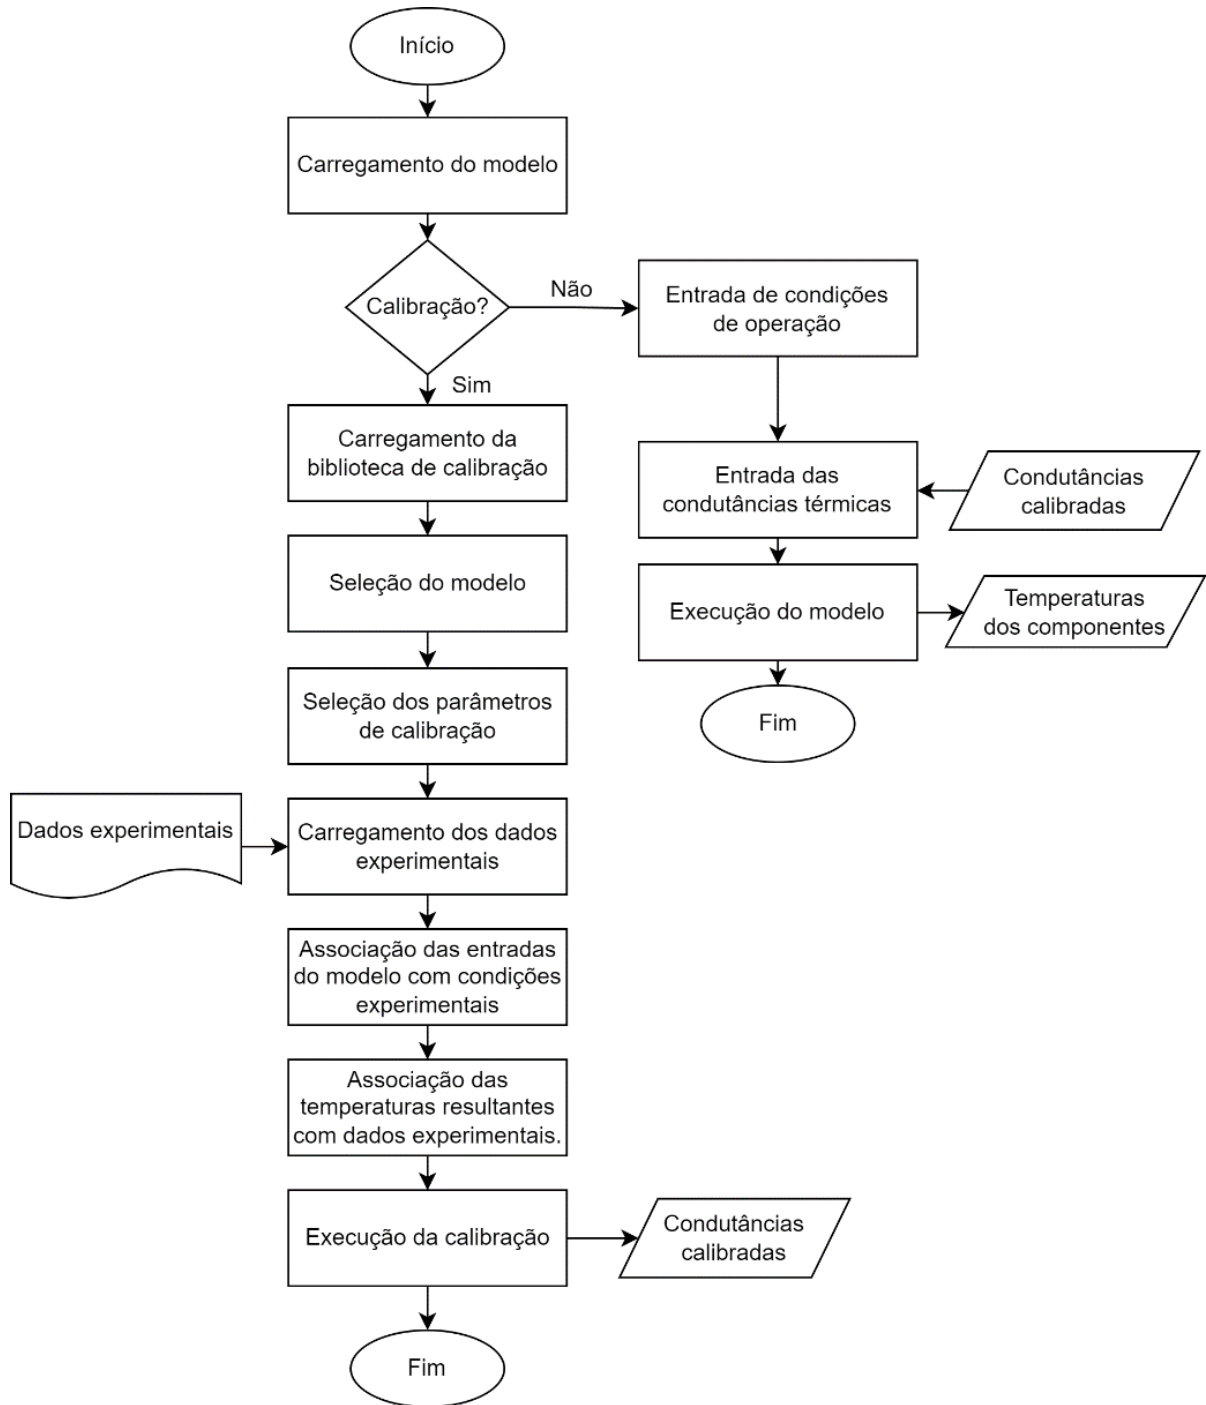 Início
Carregamento do modelo
Calibração?
Não
Sim
Entrada de condições
de operação
Carregamento da
biblioteca de calibração
Entrada das
condutâncias térmicas
Condutâncias
calibradas
Seleção do modelo
Execução do modelo
Temperaturas
dos componentes
Seleção dos parâmetros
de calibração
Fim
Dados experimentais
Carregamento dos dados
experimentais
Associação das entradas
do modelo com condições
experimentais
Associação das
temperaturas resultantes
com dados experimentais.
Execução da calibração
Condutâncias
calibradas
Fim